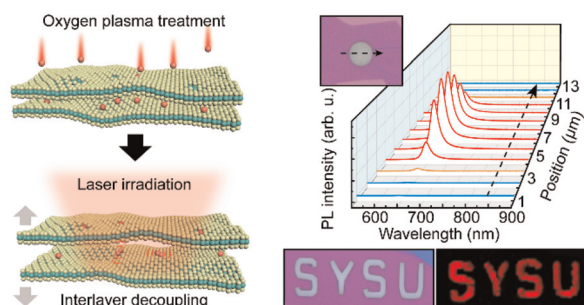 Oxygen plasma treatment
Laser irradiation
Interlayer decoupling
PL intensity (arb. u.)
600 700 800 900
Wavelength (nm)
1 3 5 7 9 11 13
Position (μm)
SYSU
SYSU